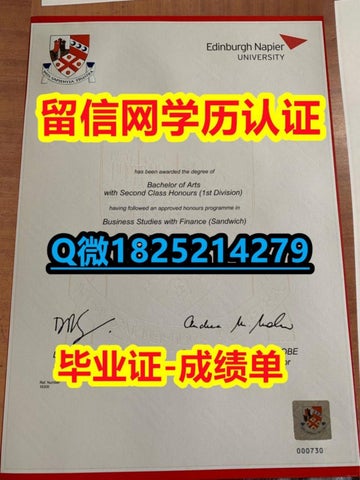 Edinburgh Napier
UNIVERSITY
留信网学历认证
has been awarded the degree of
Bachelor of Arts
with Second Class Honours (1st Division)
having followed an approved honours programme in
Business Studies with Finance (Sandwich)
Q微1825214279
毕业证-成绩单
000730